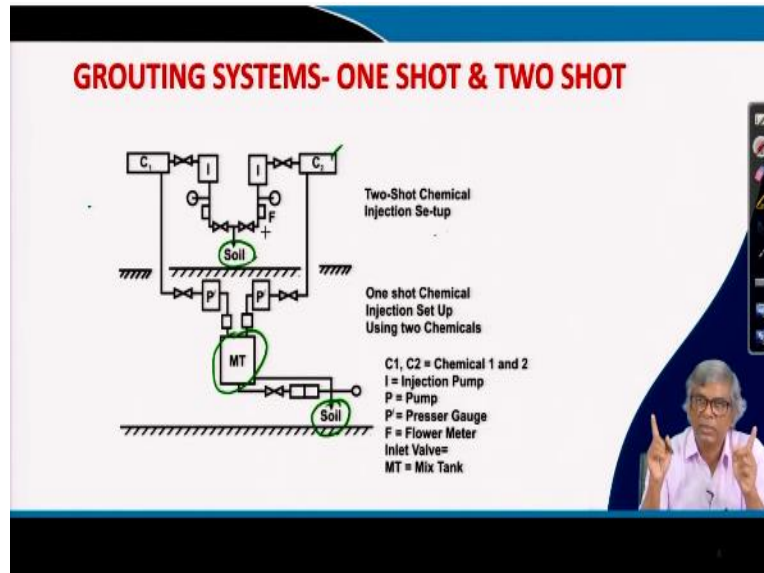 GROUTING SYSTEMS- ONE SHOT & TWO SHOT
C1
I
I
C2
Two-Shot Chemical
Injection Se-tup
F
Soil
P'
P'
One shot Chemical
Injection Set Up
Using two Chemicals
MT
C1, C2 = Chemical 1 and 2
I = Injection Pump
Soil
P = Pump
P' = Presser Gauge
F = Flower Meter
Inlet Valve=
MT = Mix Tank